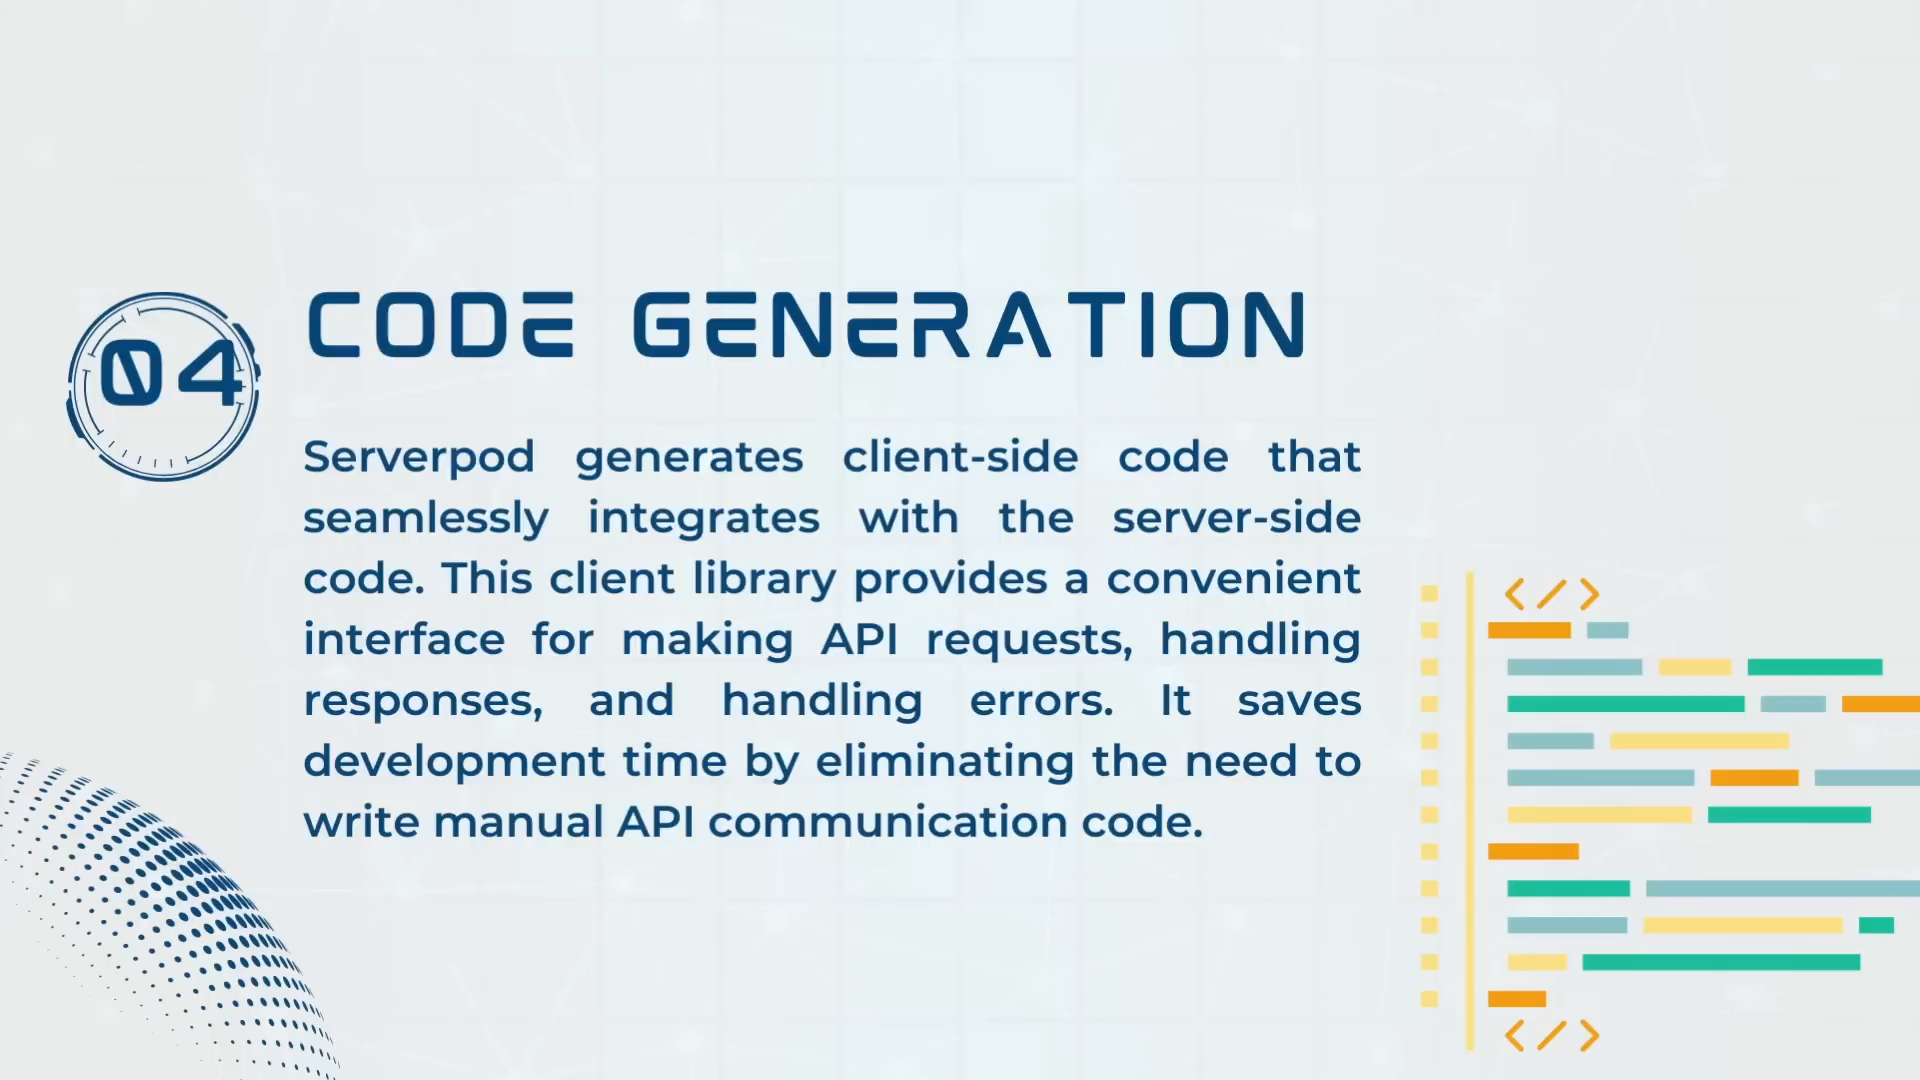 04
CODE GENERATION
Serverpod generates client-side code that
seamlessly integrates with the server-side
code. This client library provides a convenient
interface for making API requests, handling
responses, and handling errors. It saves
development time by eliminating the need to
write manual API communication code.